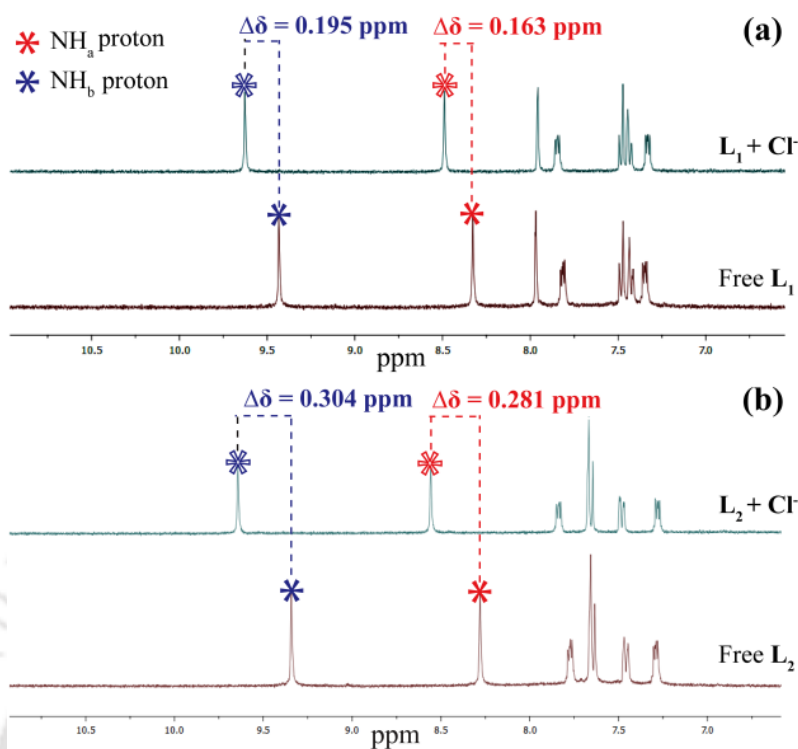 Δδ = 0.195 ppm Δδ = 0.163 ppm (a)
NHa proton
NHb proton
L1 + Cl-
Free L1
10.5 10.0 9.5 9.0 8.5 8.0 7.5 7.0
ppm
Δδ = 0.304 ppm Δδ = 0.281 ppm (b)
L2 + Cl-
Free L2
10.5 10.0 9.5 9.0 8.5 8.0 7.5 7.0
ppm